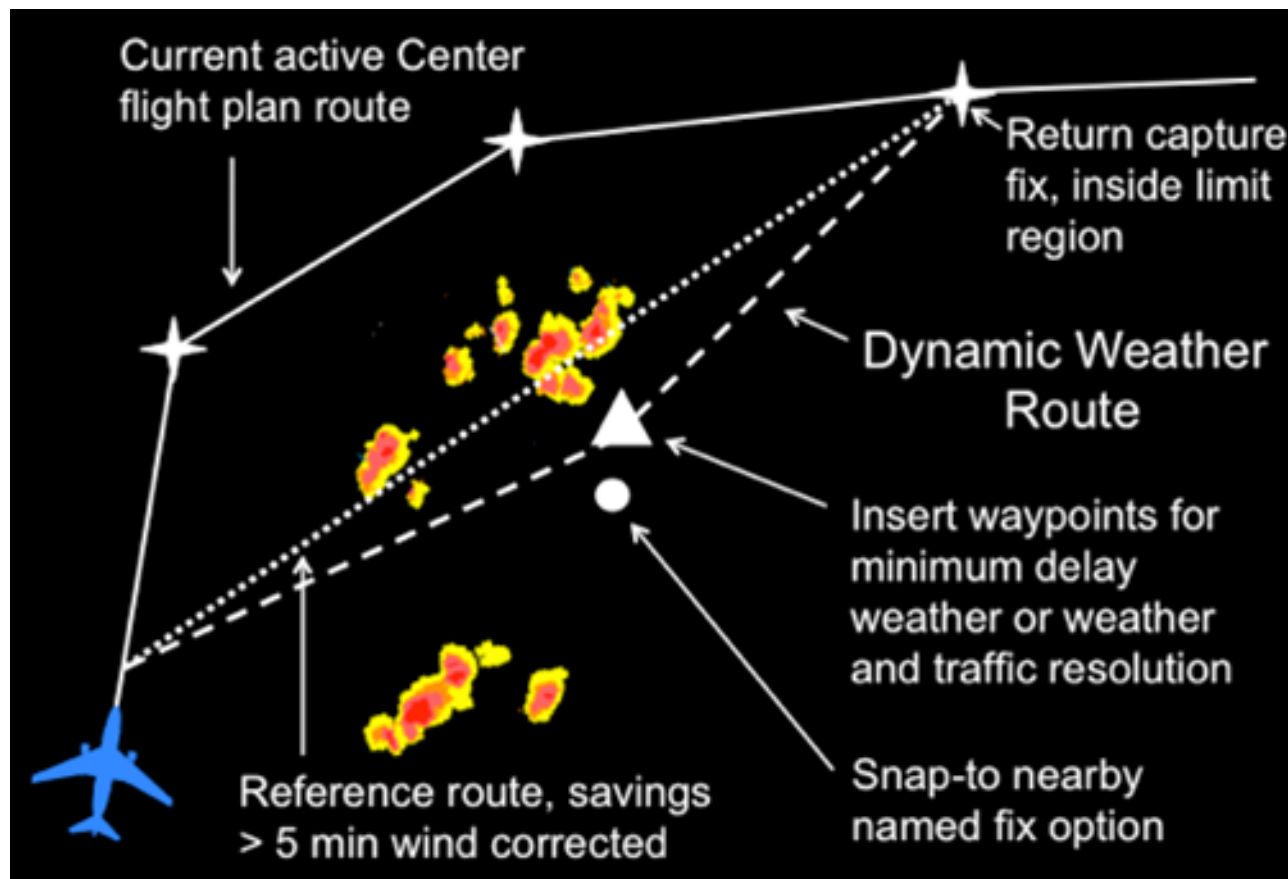 Current active Center
flight plan route
Return capture
fix, inside limit
region
Dynamic Weather
Route
Insert waypoints for
minimum delay
weather or weather
and traffic resolution
Snap-to nearby
named fix option
Reference route, savings
> 5 min wind corrected